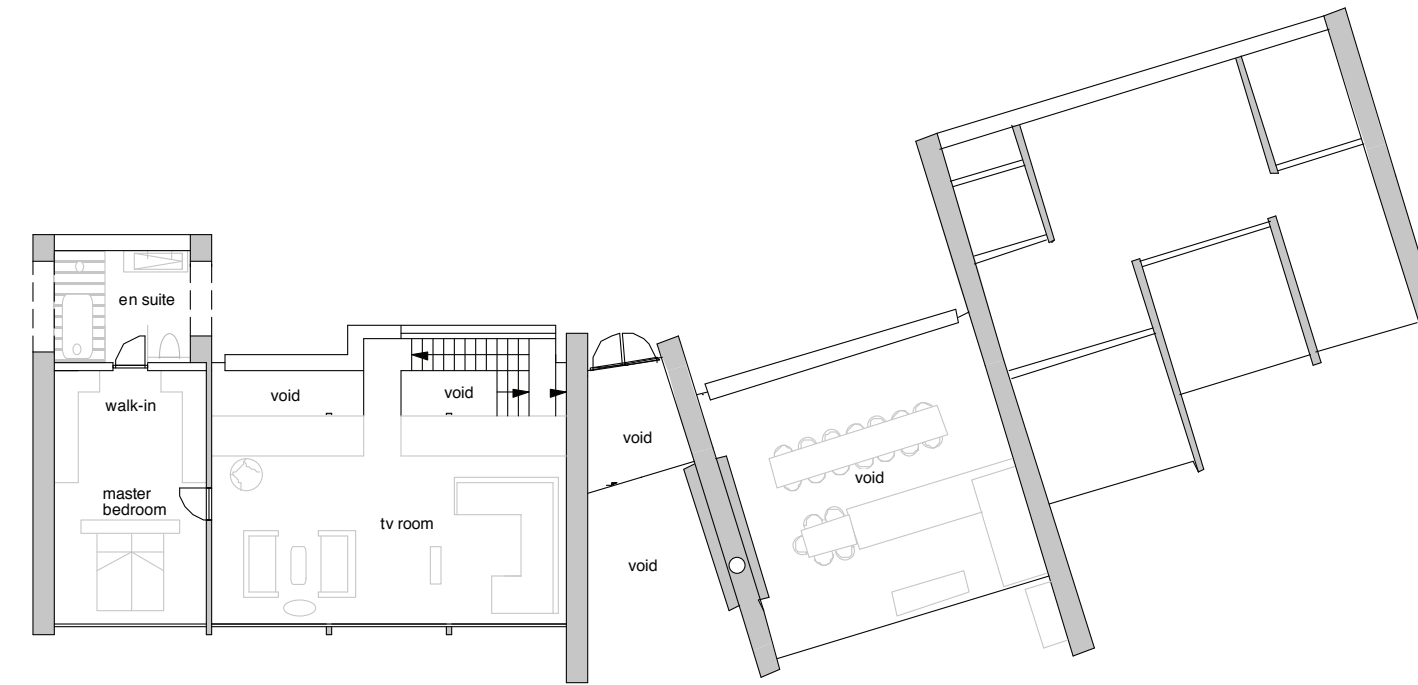 en suite
void
void
walk-in
void
void
master
bedroom
tv room
void